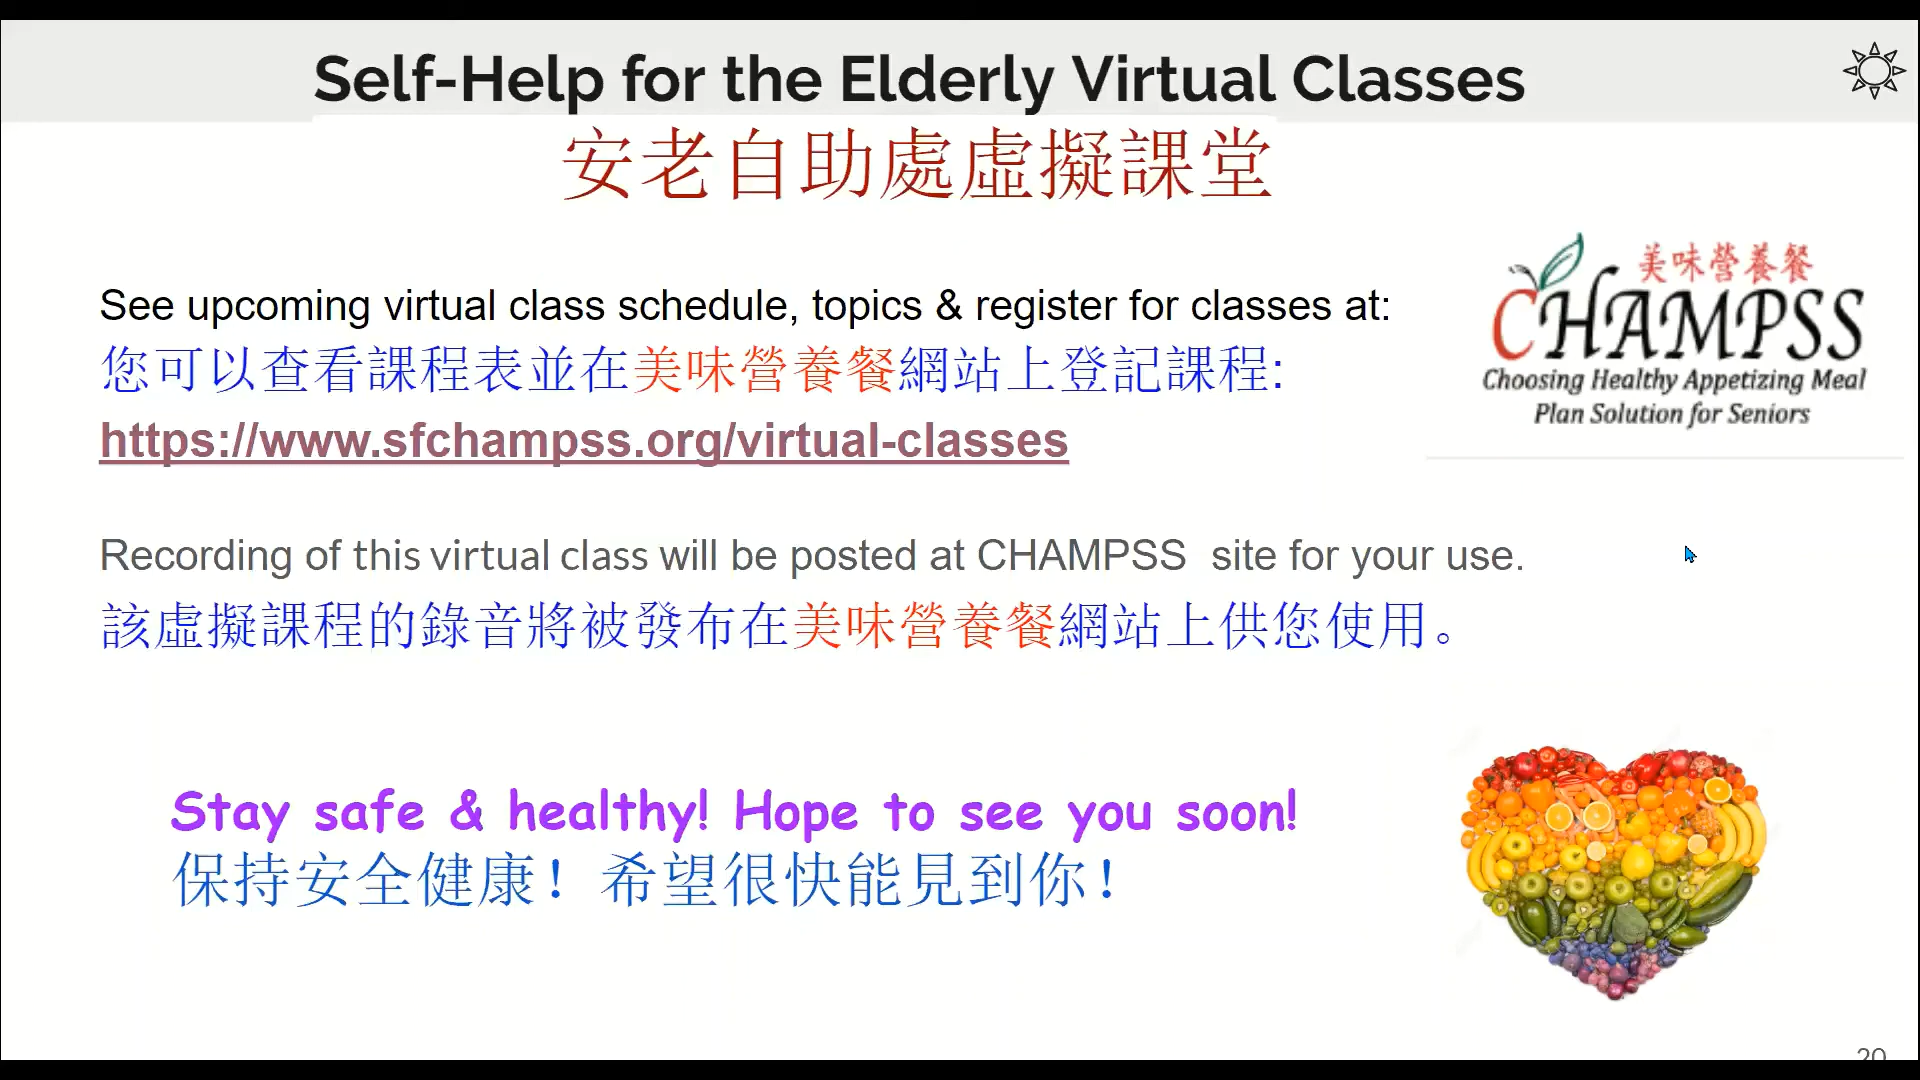 Self-Help for the Elderly Virtual Classes
安老自助處虛擬課堂
美味營養餐
CHAMPSS
Choosing Healthy Appetizing Meal
Plan Solution for Seniors
See upcoming virtual class schedule, topics & register for classes at:
您可以查看課程表並在美味營養餐網站上登記課程:
https://www.sfchampss.org/virtual-classes
Recording of this virtual class will be posted at CHAMPSS site for your use.
該虛擬課程的錄音將被發布在美味營養餐網站上供您使用。
Stay safe & healthy! Hope to see you soon!
保持安全健康！希望很快能見到你！
20